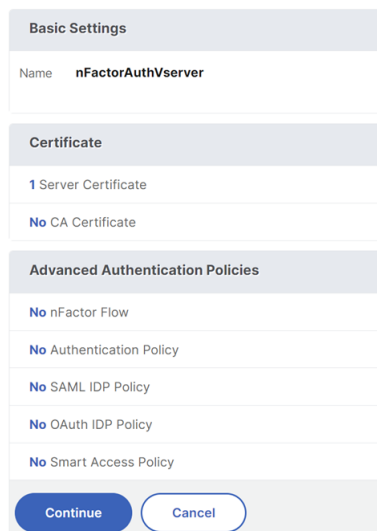 Basic Settings
Name nFactorAuthVserver
Certificate
1 Server Certificate
No CA Certificate
Advanced Authentication Policies
No nFactor Flow
No Authentication Policy
No SAML IDP Policy
No OAuth IDP Policy
No Smart Access Policy
Continue Cancel